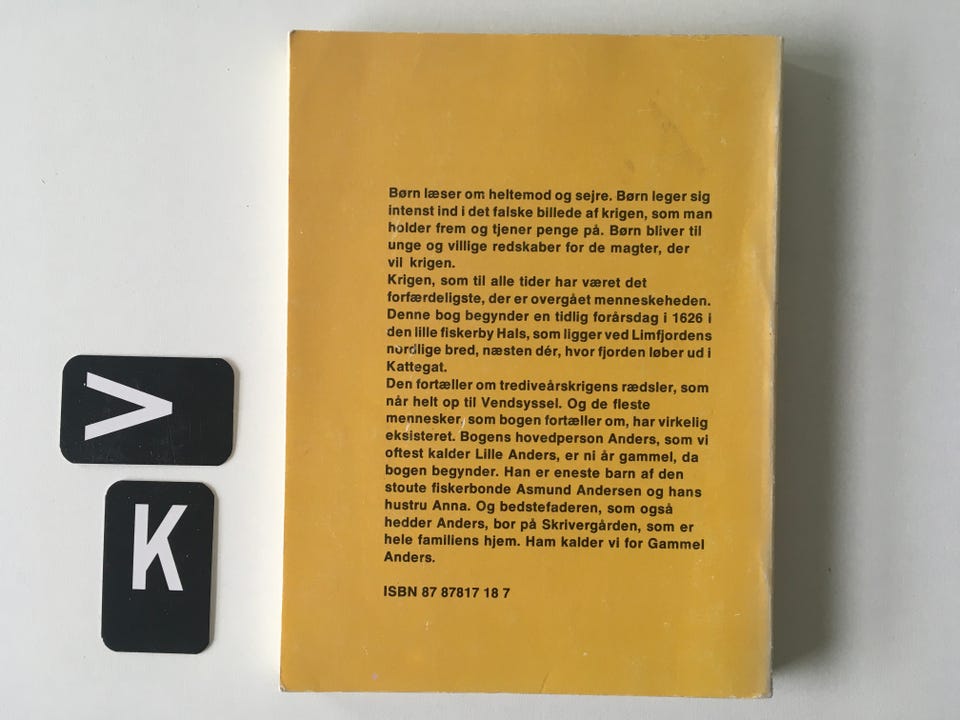 Børn læser om heltemod og sejre. Børn leger sig
intenst ind i det falske billede af krigen, som man
holder frem og tjener penge på. Børn bliver til
unge og villige redskaber for de magter, der
vil krigen.
Krigen, som til alle tider har været det
forfærdeligste, der er overgået menneskeheden.
Denne bog begynder en tidlig forårsdag i 1626 i
den lille fiskerby Hals, som ligger ved Limfjordens
nordlige bred, næsten dér, hvor fjorden løber ud i
Kattegat.
Den fortæller om trediveårskrigens rædsler, som
når helt op til Vendsyssel. Og de fleste
mennesker, som bogen fortæller om, har virkelig
eksisteret. Bogens hovedperson Anders, som vi
oftest kalder Lille Anders, er ni år gammel, da
bogen begynder. Han er eneste barn af den
stoute fiskerbonde Asmund Andersen og hans
hustru Anna. Og bedstefaderen, som også
hedder Anders, bor på Skrivergården, som er
hele familiens hjem. Ham kalder vi for Gammel
Anders.
ISBN 87 87817 18 7
V
K